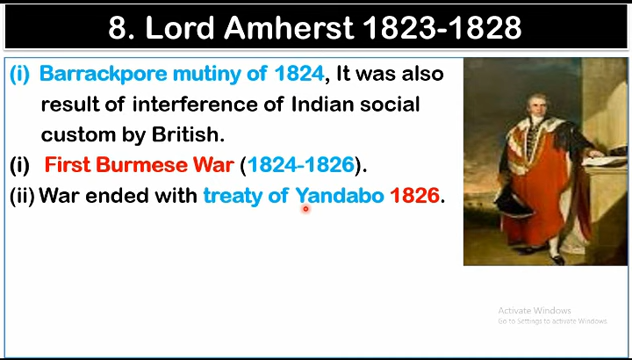 8. Lord Amherst 1823-1828
(i) Barrackpore mutiny of 1824, It was also
result of interference of Indian social
custom by British.
(i) First Burmese War (1824-1826).
(ii) War ended with treaty of Yandabo 1826.
Activate Windows
Go to Settings to activate Windows.